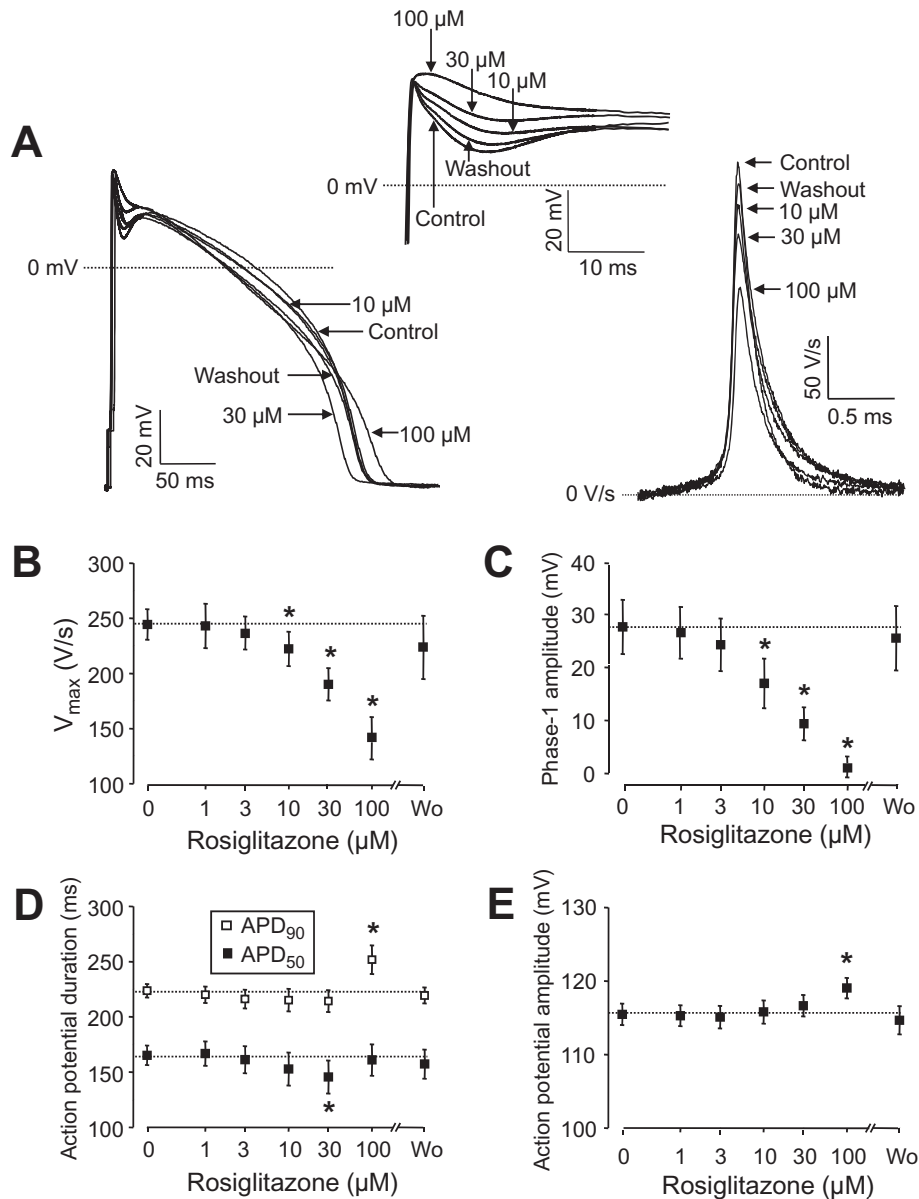 A
100 µM
30 µM
10 µM
Washout
0 mV
Control
20 mV
10 ms
0 mV
10 µM
Control
Washout
30 µM
100 µM
20 mV
50 ms
Control
Washout
10 µM
30 µM
100 µM
50 V/s
0.5 ms
0 V/s
B
Vmax (V/s)
300
250
200
150
100
* * *
0 1 3 10 30 100 Wo
Rosiglitazone (µM)
C
Phase-1 amplitude (mV)
40
30
20
10
0
* * *
0 1 3 10 30 100 Wo
Rosiglitazone (µM)
D
Action potential duration (ms)
300
250
200
150
100
APD90
APD50
*
*
0 1 3 10 30 100 Wo
Rosiglitazone (µM)
E
Action potential amplitude (mV)
130
120
110
100
*
0 1 3 10 30 100 Wo
Rosiglitazone (µM)